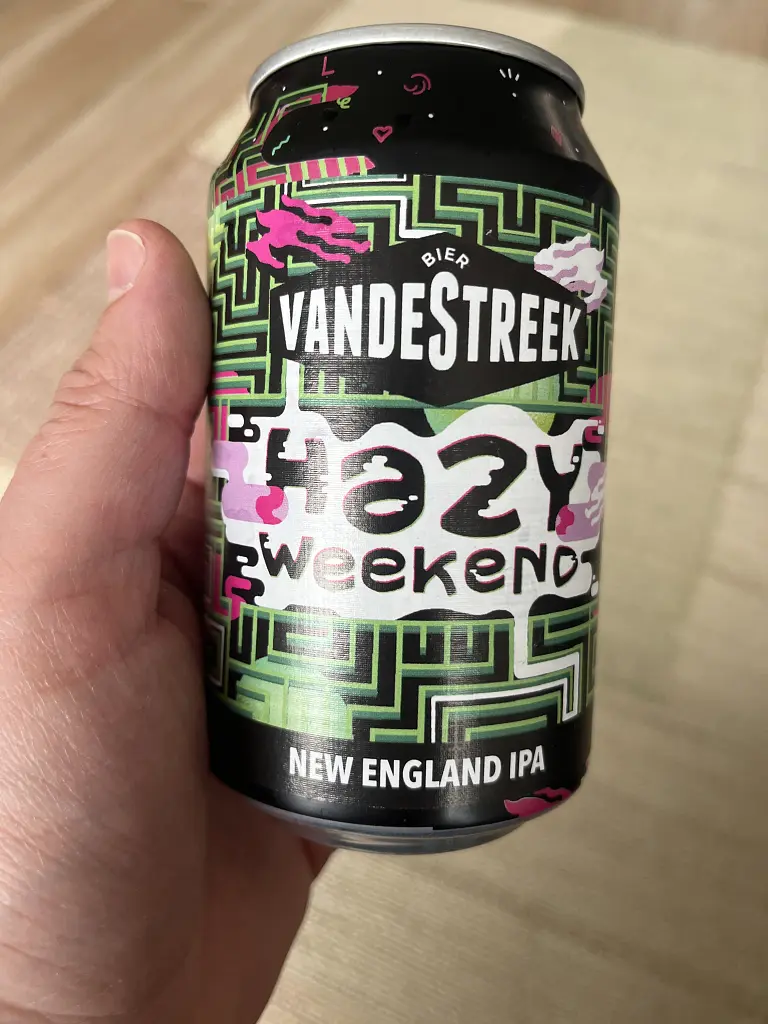 BIER
VANDESTREEK
HaZY
weekend
NEW ENGLAND IPA